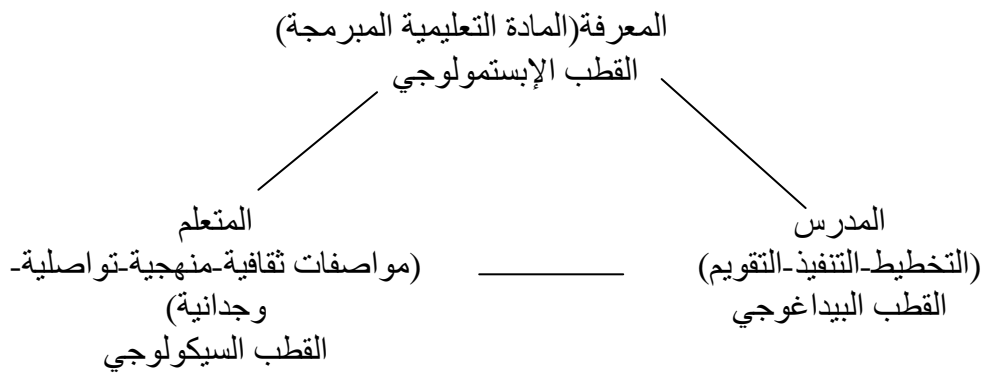 المعرفة(المادة التعليمية المبرمجة)
القطب الإبستمولوجي
المدرس
(التخطيط-التنفيذ-التقويم)
القطب البيداغوجي
المتعلم
(مواصفات ثقافية-منهجية-تواصلية-
وجدانية)
القطب السيكولوجي